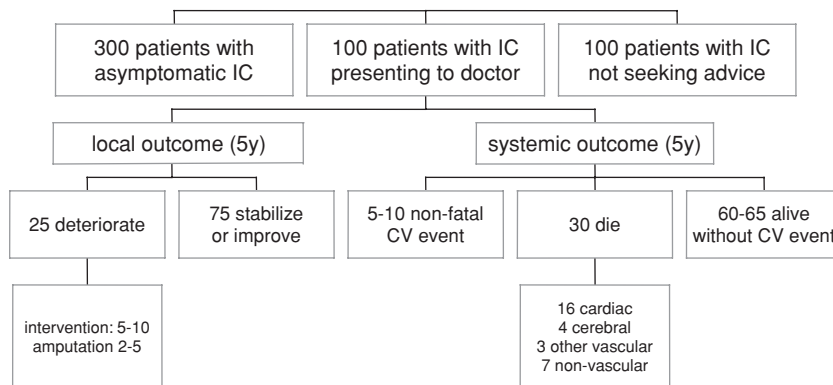 300 patients with
asymptomatic IC
100 patients with IC
presenting to doctor
100 patients with IC
not seeking advice
local outcome (5y)
systemic outcome (5y)
25 deteriorate
75 stabilize
or improve
5-10 non-fatal
CV event
30 die
60-65 alive
without CV event
intervention: 5-10
amputation 2-5
16 cardiac
4 cerebral
3 other vascular
7 non-vascular